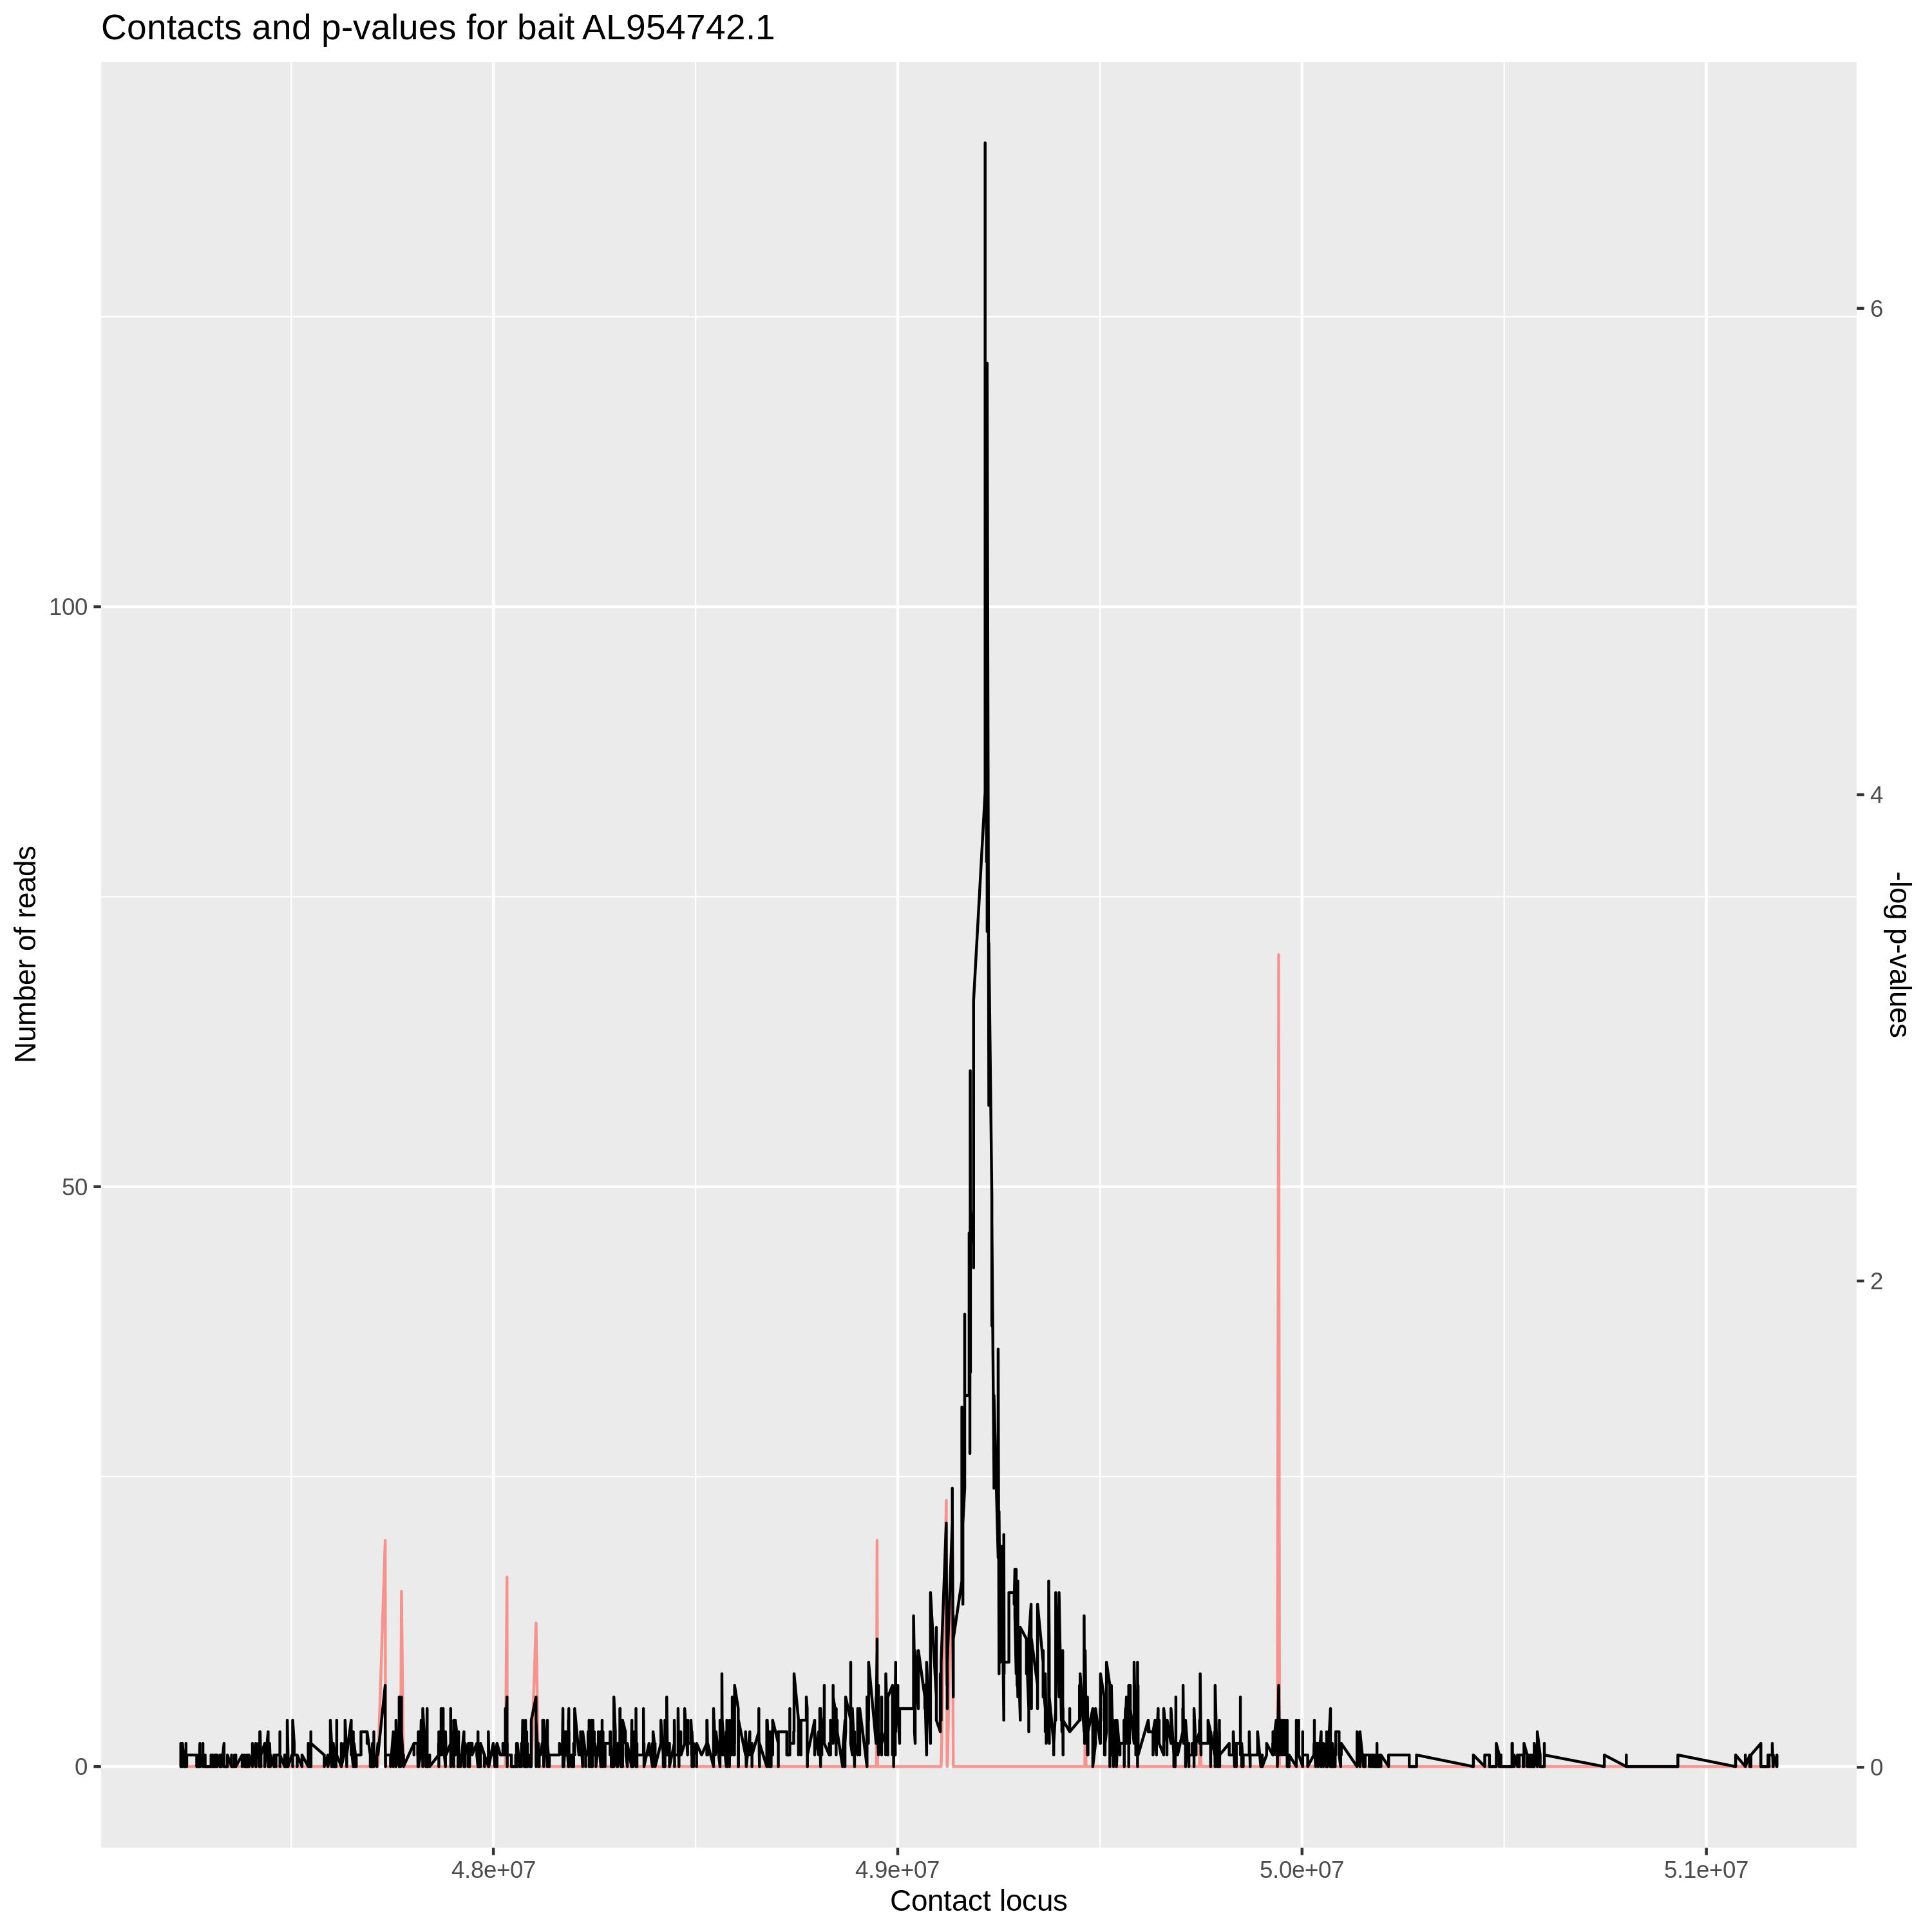 Contacts and p-values for bait AL954742.1
Number of reads
100
50
0
6
4
2
0
-log p-values
4.8e+07
4.9e+07
5.0e+07
5.1e+07
Contact locus